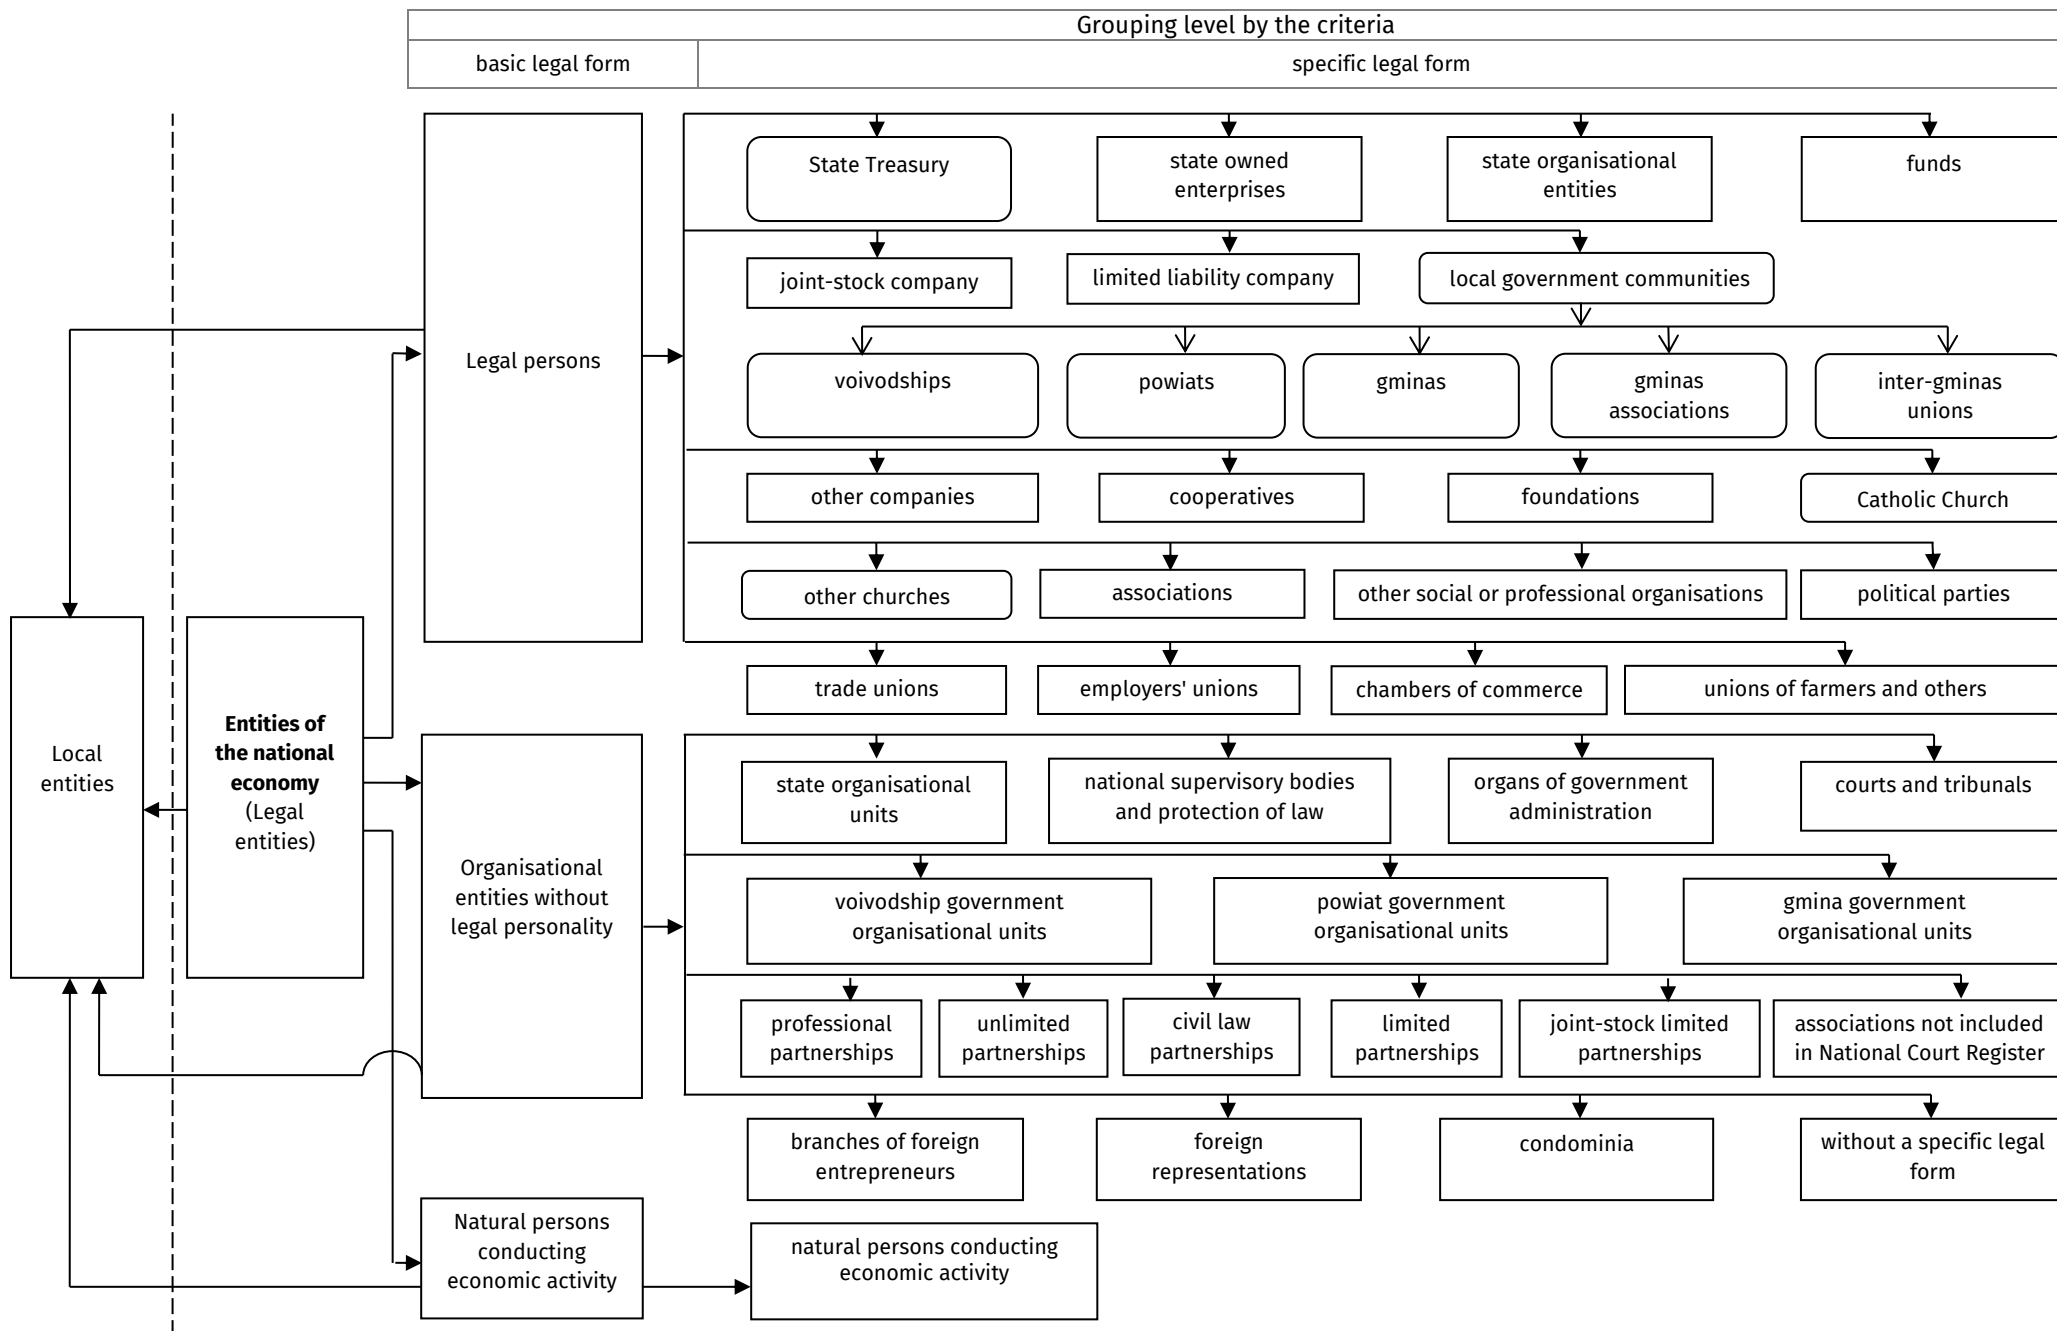 Grouping level by the criteria
basic legal form
specific legal form
State Treasury
state owned
enterprises
state organisational
entities
funds
joint-stock company
limited liability company
local government communities
Legal persons
voivodships
powiats
gminas
gminas
associations
inter-gminas
unions
other companies
cooperatives
foundations
Catholic Church
other churches
associations
other social or professional organisations
political parties
trade unions
employers' unions
chambers of commerce
unions of farmers and others
Local
entities
Entities of
the national
economy
(Legal
entities)
Organisational
entities without
legal personality
state organisational
units
national supervisory bodies
and protection of law
organs of government
administration
courts and tribunals
voivodship government
organisational units
powiat government
organisational units
gmina government
organisational units
professional
partnerships
unlimited
partnerships
civil law
partnerships
limited
partnerships
joint-stock limited
partnerships
associations not included
in National Court Register
branches of foreign
entrepreneurs
foreign
representations
condominia
without a specific legal
form
Natural persons
conducting
economic activity
natural persons conducting
economic activity